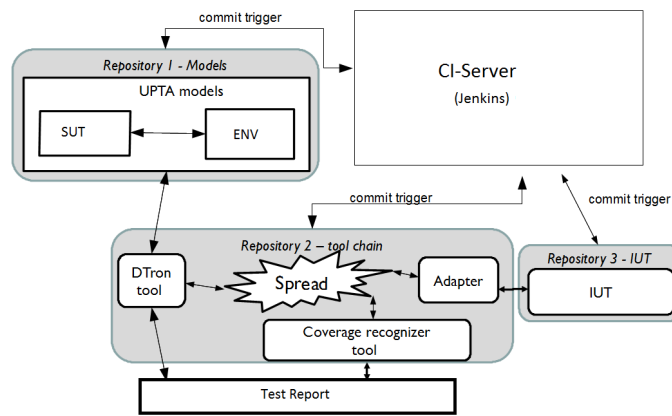 commit trigger
Repository 1 - Models
UPTA models
SUT
ENV
CI-Server
(Jenkins)
commit trigger
commit trigger
Repository 2 – tool chain
DTron
tool
Spread
Adapter
Repository 3 - IUT
IUT
Coverage recognizer
tool
Test Report